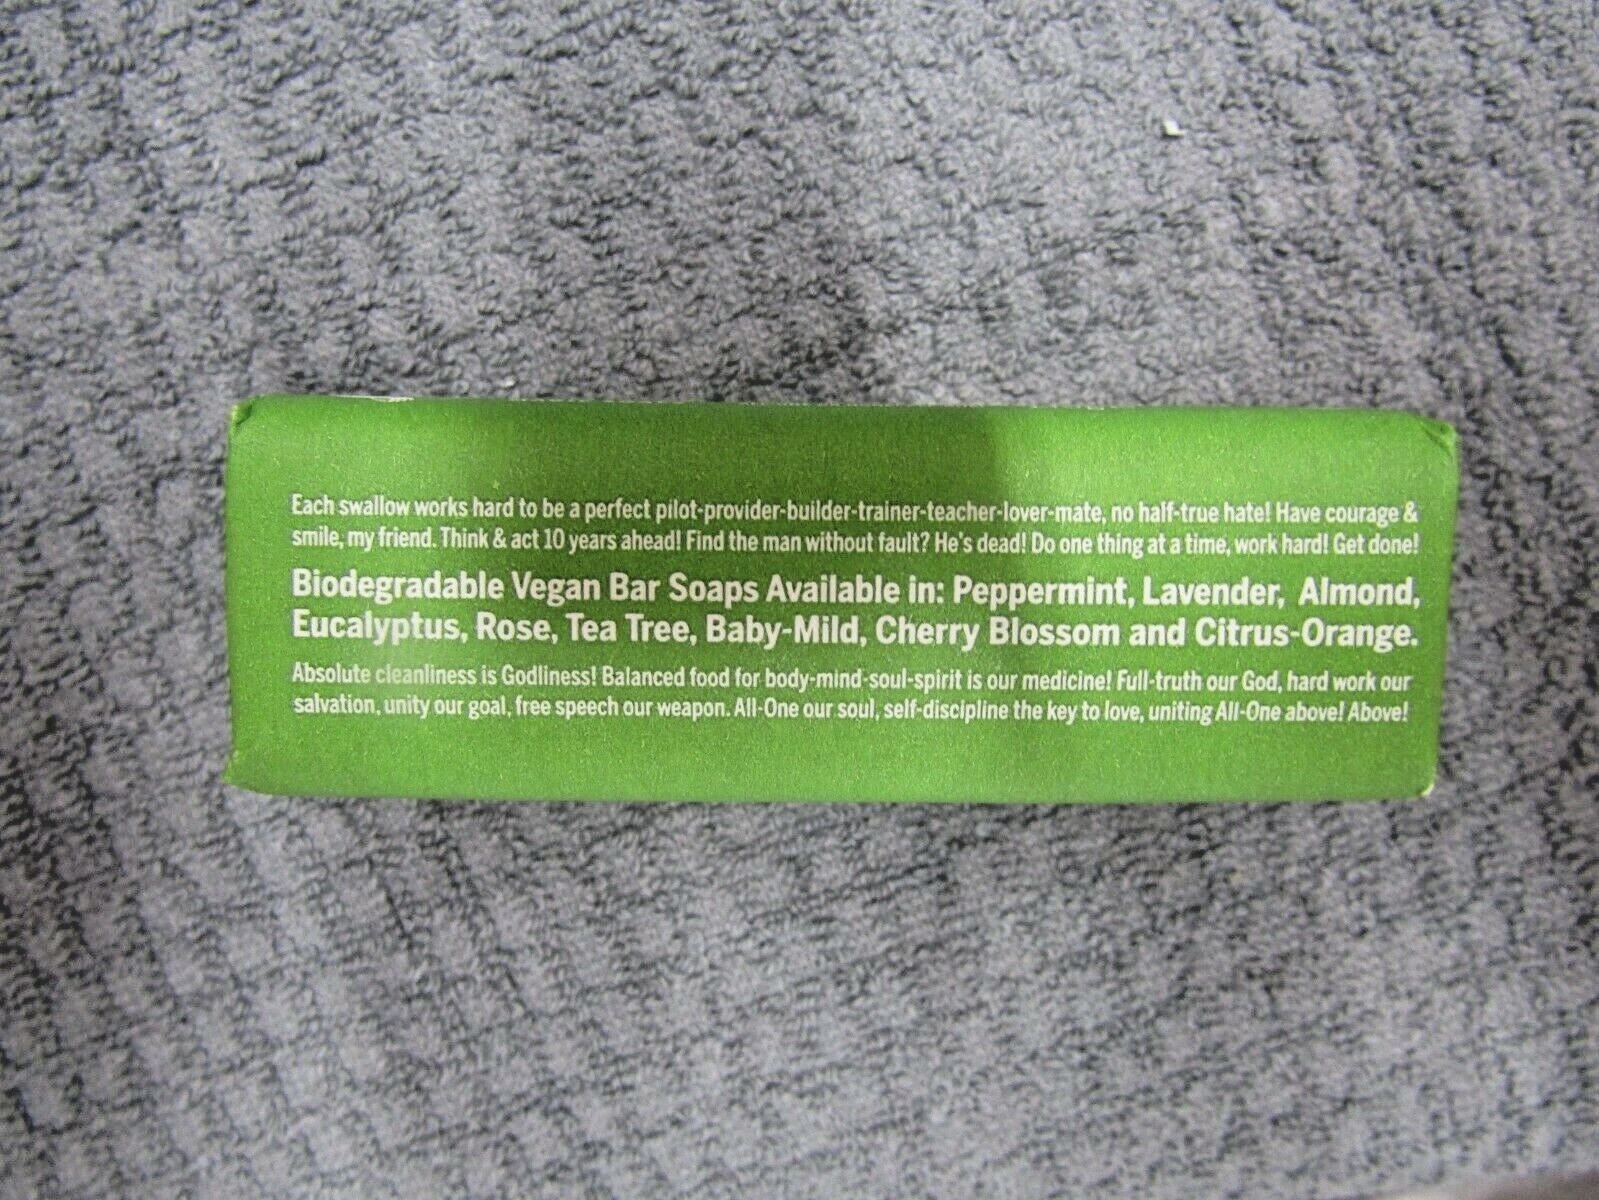 Each swallow works hard to be a perfect pilot-provider-builder-trainer-teacher-lover-mate, no half-true hate! Have courage &
smile, my friend. Think & act 10 years ahead! Find the man without fault? He's dead! Do one thing at a time, work hard! Get done!
Biodegradable Vegan Bar Soaps Available in: Peppermint, Lavender, Almond,
Eucalyptus, Rose, Tea Tree, Baby-Mild, Cherry Blossom and Citrus-Orange.
Absolute cleanliness is Godliness! Balanced food for body-mind-soul-spirit is our medicine! Full-truth our God, hard work our
salvation, unity our goal, free speech our weapon. All-One our soul, self-discipline the key to love, uniting All-One above! Above!